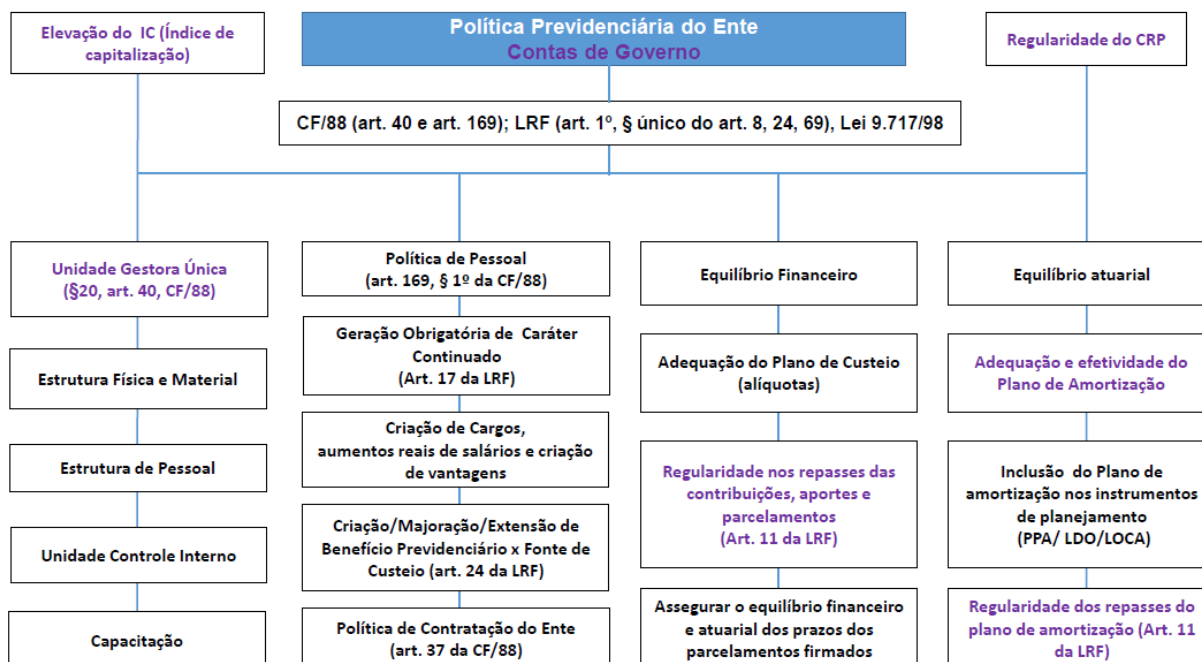 Elevação do IC (Índice de
capitalização)
Política Previdenciária do Ente
Contas de Governo
Regularidade do CRP
CF/88 (art. 40 e art. 169); LRF (art. 1º, § único do art. 8, 24, 69), Lei 9.717/98
Unidade Gestora Única
(§20, art. 40, CF/88)
Estrutura Física e Material
Estrutura de Pessoal
Unidade Controle Interno
Capacitação
Política de Pessoal
(art. 169, § 1º da CF/88)
Geração Obrigatória de Caráter
Continuado
(Art. 17 da LRF)
Criação de Cargos,
aumentos reais de salários e criação
de vantagens
Criação/Majoração/Extensão de
Benefício Previdenciário x Fonte de
Custeio (art. 24 da LRF)
Política de Contratação do Ente
(art. 37 da CF/88)
Equilíbrio Financeiro
Adequação do Plano de Custeio
(alíquotas)
Regularidade nos repasses das
contribuições, aportes e
parcelamentos
(Art. 11 da LRF)
Assegurar o equilíbrio financeiro
e atuarial dos prazos dos
parcelamentos firmados
Equilíbrio atuarial
Adequação e efetividade do
Plano de Amortização
Inclusão do Plano de
amortização nos instrumentos
de planejamento
(PPA/ LDO/LOCA)
Regularidade dos repasses do
plano de amortização (Art. 11
da LRF)